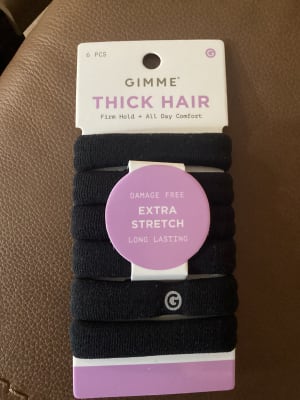 6 PCS
G
GIMME
THICK HAIR
Firm Hold + All Day Comfort
DAMAGE FREE
EXTRA
STRETCH
LONG LASTING
G